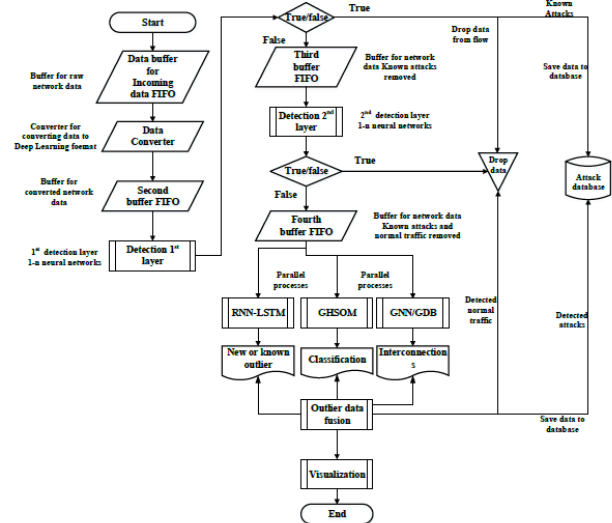 Start
Buffer for raw
network data
Data buffer
for
Incoming
data FIFO
Converter for
converting data to
Deep Learning foemat
Data
Converter
Buffer for
converted network
data
Second
buffer FIFO
1st detection layer
1-n neural networks
Detection 1st
layer
True/false
True
False
Known
Attacks
Drop data
from flow
Save data to
database
Third
buffer FIFO
Buffer for network
data Known attacks
removed
Detection 2nd
layer
2nd detection layer
1-n neural networks
True/false
True
False
Drop
data
Attack
database
Fourth
buffer FIFO
Buffer for network data
Known attacks and
normal traffic removed
Parallel
processes
Parallel
processes
RNN-LSTM
GHSOM
GNN/GDB
Detected
normal
traffic
Detected
attacks
New or known
outlier
Classification
Interconnection
s
Outlier data
fusion
Save data to
database
Visualization
End